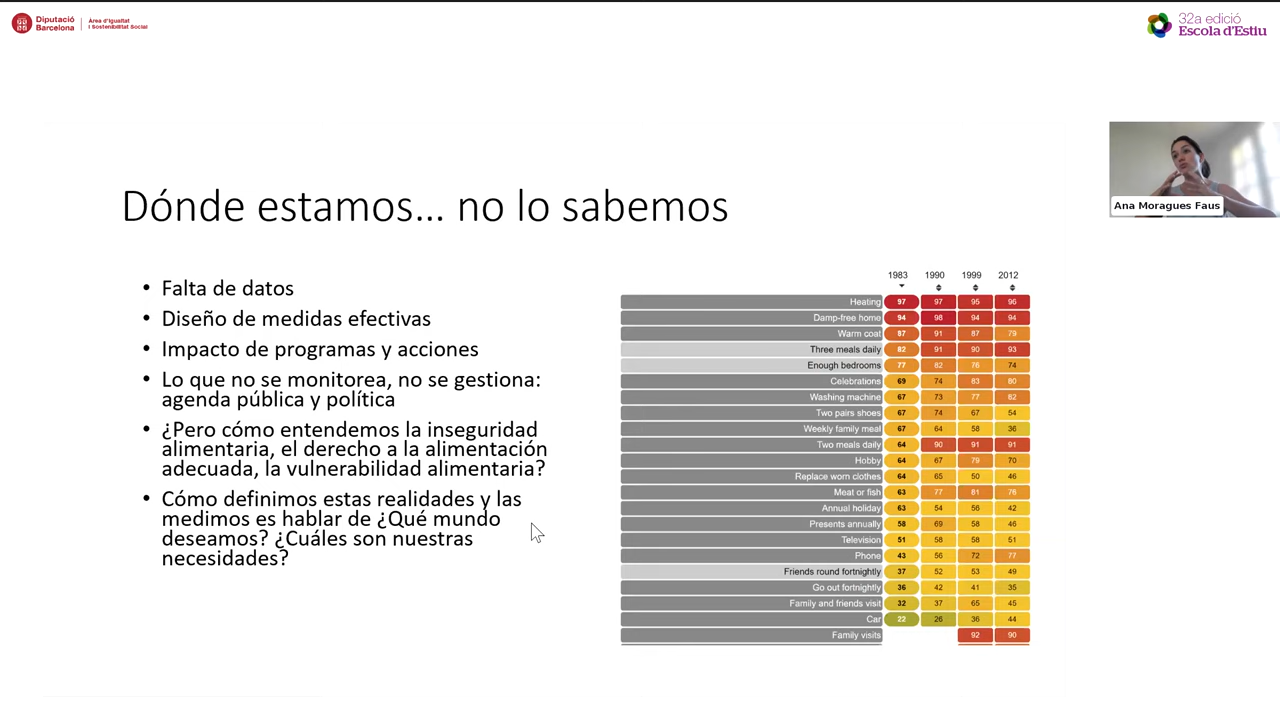 Diputació
Barcelona
Àrea d'Igualtat
i Sostenibilitat Social
32a edició
Escola d'Estiu
Ana Moragues Faus
Dónde estamos... no lo sabemos
• Falta de datos
• Diseño de medidas efectivas
• Impacto de programas y acciones
• Lo que no se monitorea, no se gestiona:
agenda pública y política
• ¿Pero cómo entendemos la inseguridad
alimentaria, el derecho a la alimentación
adecuada, la vulnerabilidad alimentaria?
• Cómo definimos estas realidades y las
medimos es hablar de ¿Qué mundo
deseamos? ¿Cuáles son nuestras
necesidades?
1983 1990 1999 2012
Heating 97 97 95 96
Damp-free home 94 98 94 94
Warm coat 87 91 87 79
Three meals daily 82 91 90 93
Enough bedrooms 77 82 76 74
Celebrations 69 74 83 80
Washing machine 67 73 77 82
Two pairs shoes 67 74 67 54
Weekly family meal 67 64 58 36
Two meals daily 64 90 91 91
Hobby 64 67 79 70
Replace worn clothes 64 65 50 46
Meat or fish 63 77 81 76
Annual holiday 63 54 56 42
Presents annually 58 69 58 46
Television 51 58 58 51
Phone 43 56 72 77
Friends round fortnightly 37 52 53 49
Go out fortnightly 36 42 41 35
Family and friends visit 32 37 65 45
Car 22 26 36 44
Family visits 92 90